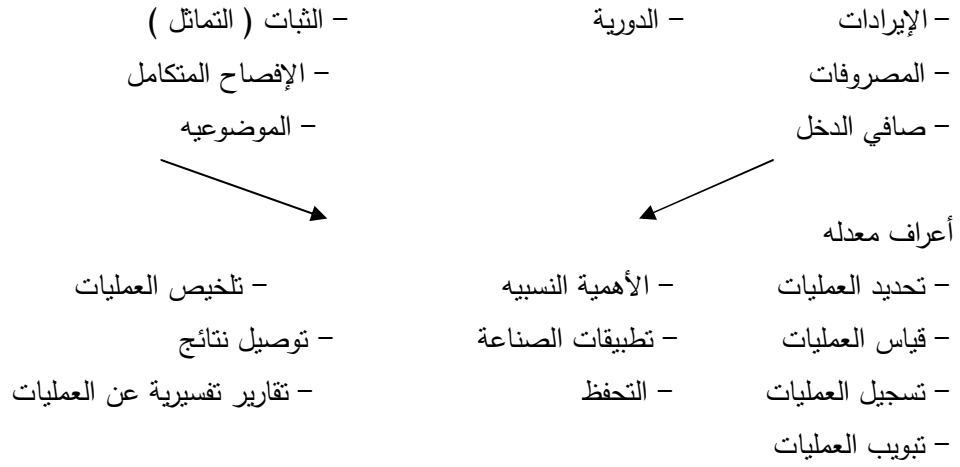 - الإيرادات - الدورية - الثبات ( التماثل )
- المصروفات - الإفصاح المتكامل
- صافي الدخل - الموضوعيه
أعراف معدله
- تحديد العمليات - الأهمية النسبيه - تلخيص العمليات
- قياس العمليات - تطبيقات الصناعة - توصيل نتائج
- تسجيل العمليات - التحفظ - تقارير تفسيرية عن العمليات
- تبويب العمليات